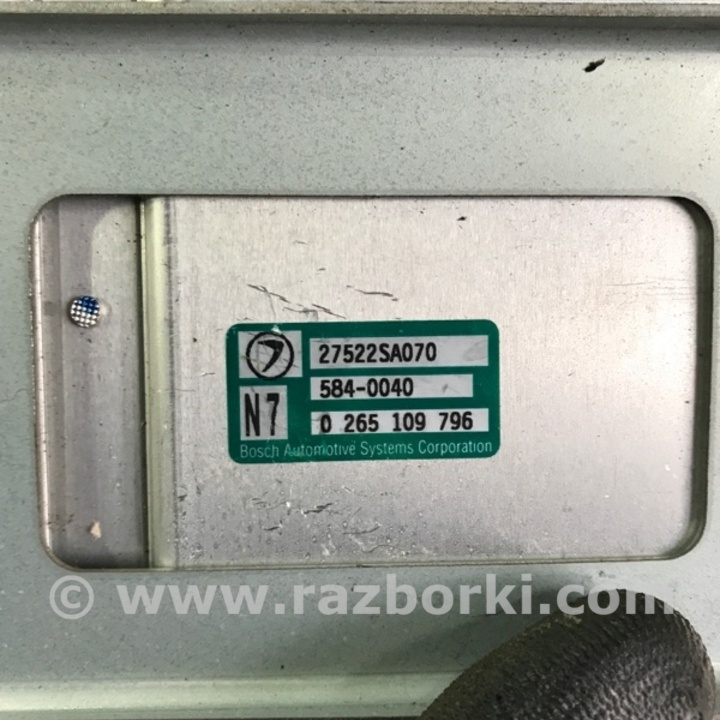 27522SA070
584-0040
N7
0 265 109 796
Bosch Automotive Systems Corporation
© www.razborki.com